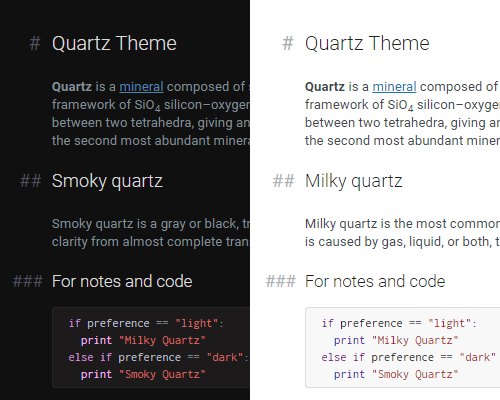 # Quartz Theme
Quartz is a mineral composed of
framework of SiO4 silicon–oxyge
between two tetrahedra, giving an
the second most abundant minera
## Smoky quartz
Smoky quartz is a gray or black, tr
clarity from almost complete tran
### For notes and code
if preference == "light":
print "Milky Quartz"
else if preference == "dark":
print "Smoky Quartz"
# Quartz Theme
Quartz is a mineral composed of
framework of SiO4 silicon–oxyge
between two tetrahedra, giving an
the second most abundant miner
## Milky quartz
Milky quartz is the most common
is caused by gas, liquid, or both, t
### For notes and code
if preference == "light":
print "Milky Quartz"
else if preference == "dark"
print "Smoky Quartz"